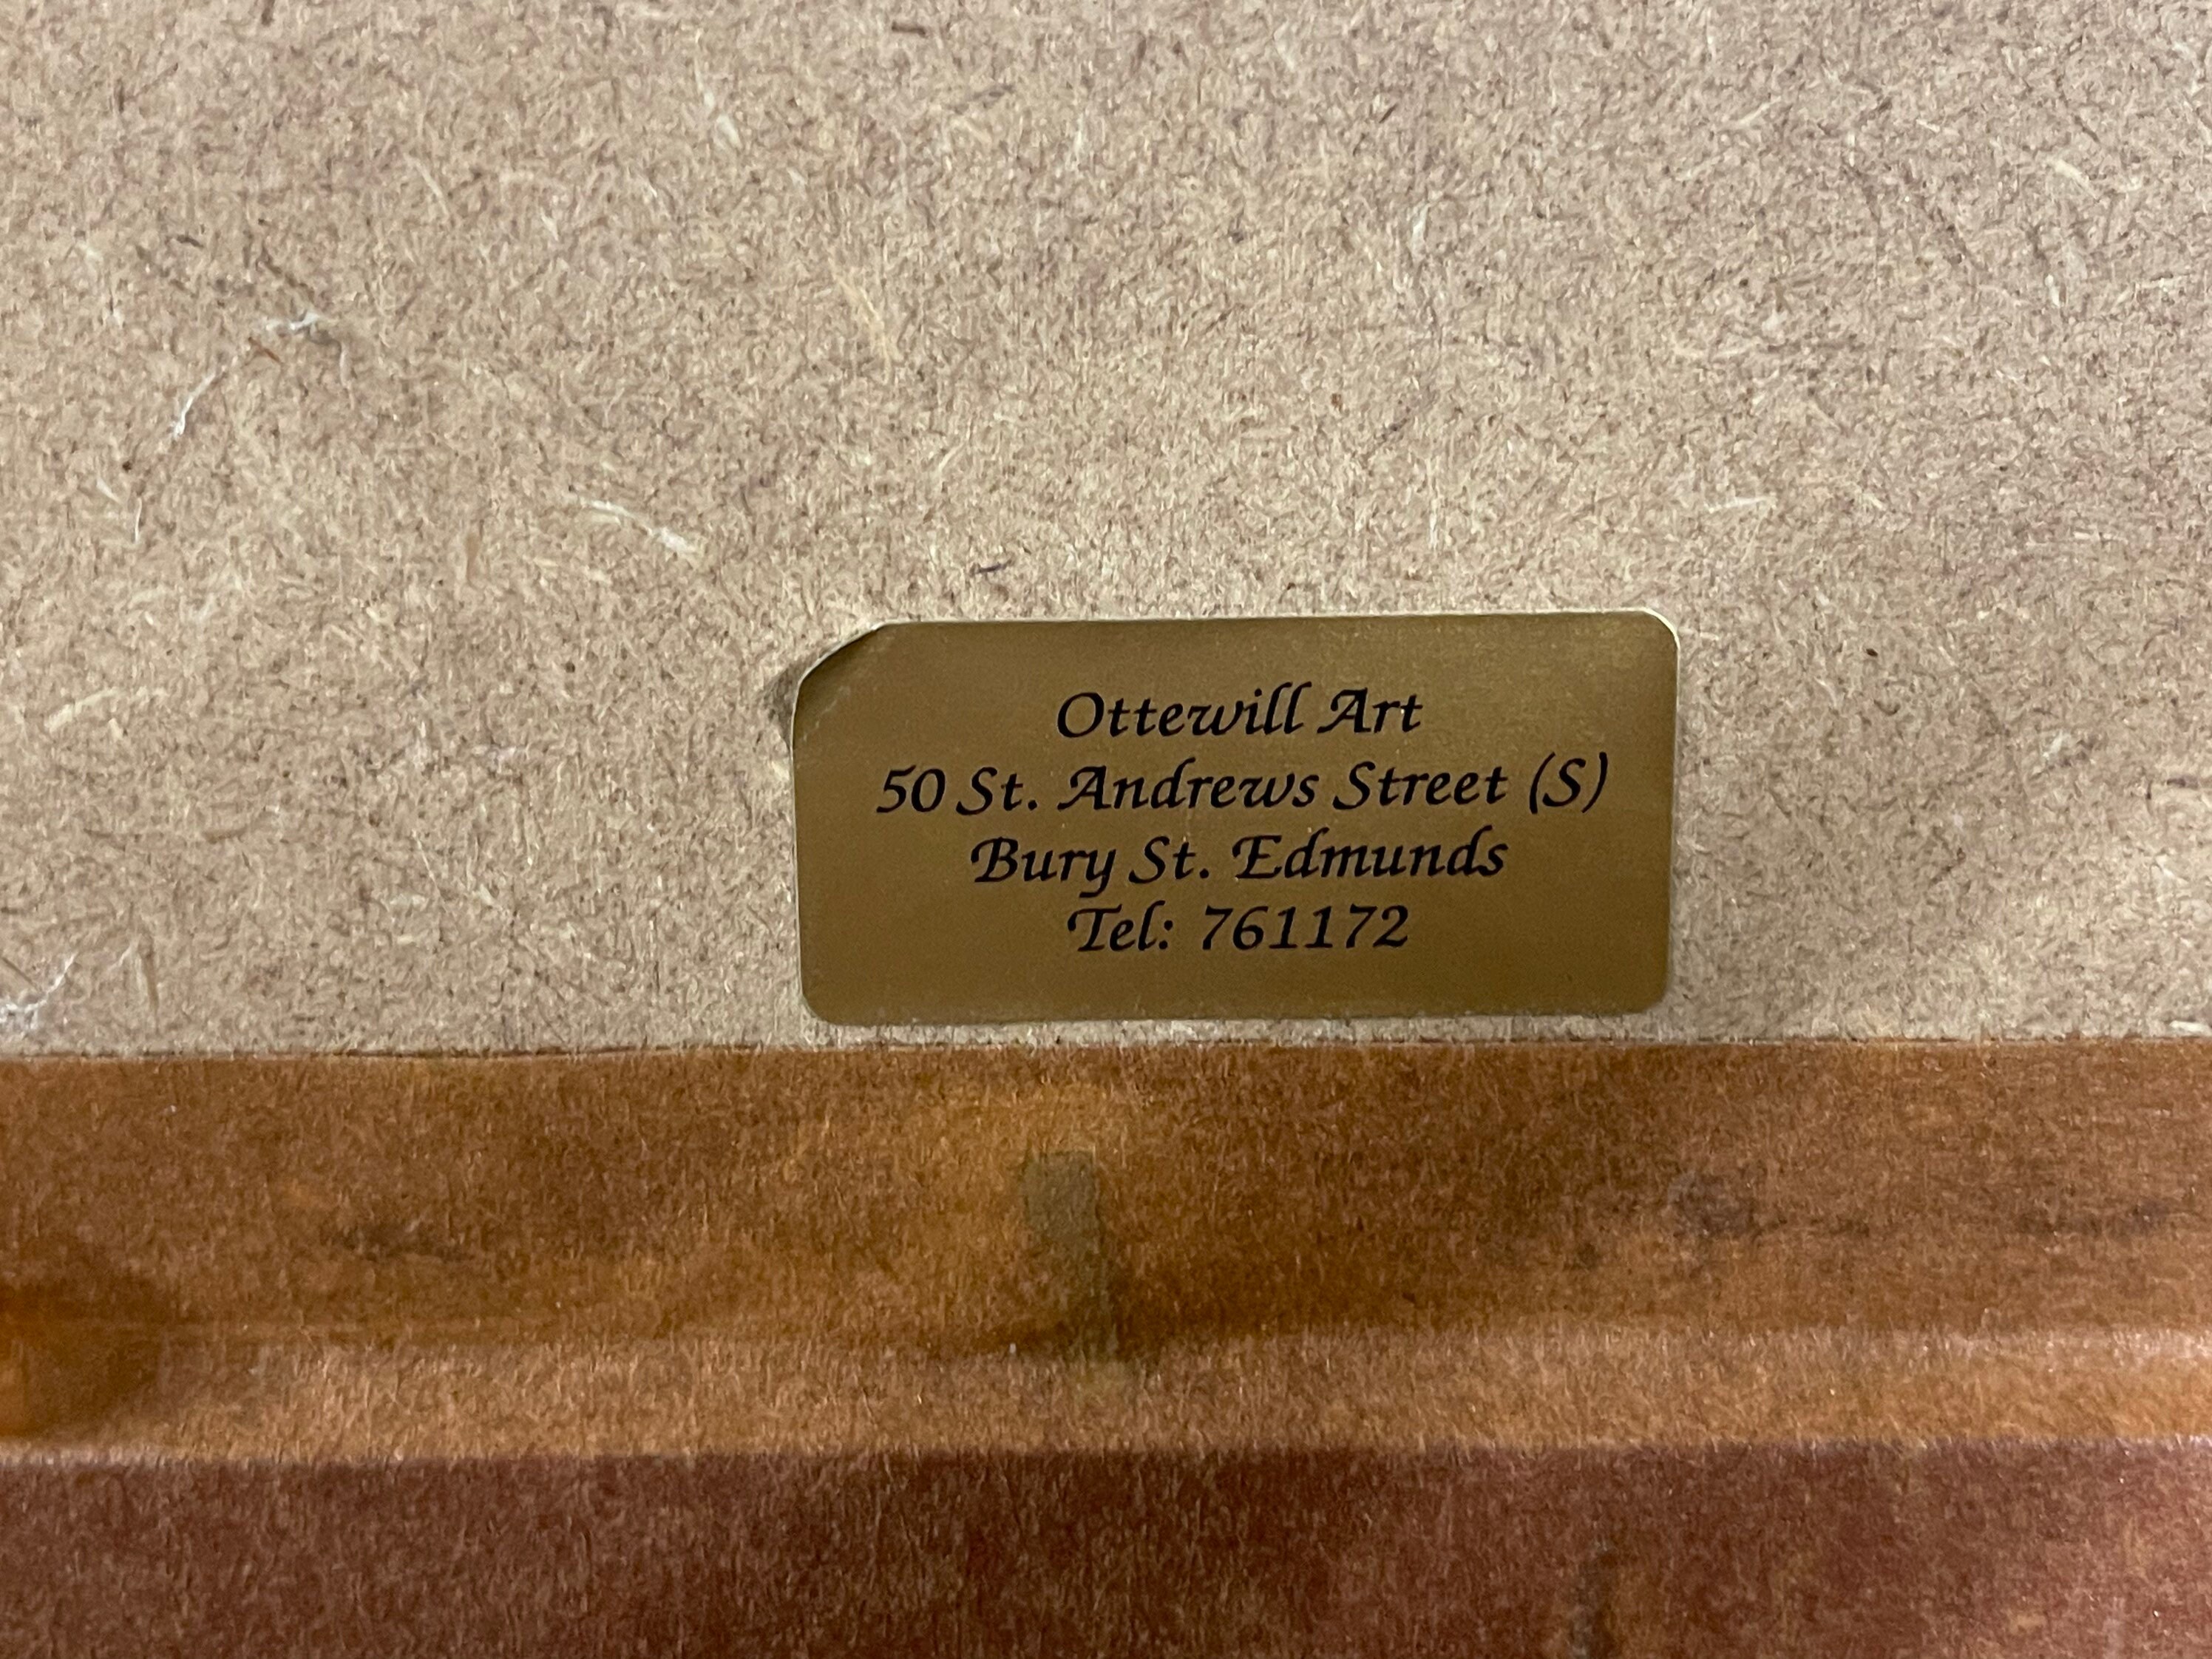 Ottewill Art
50 St. Andrews Street (S)
Bury St. Edmunds
Tel: 761172